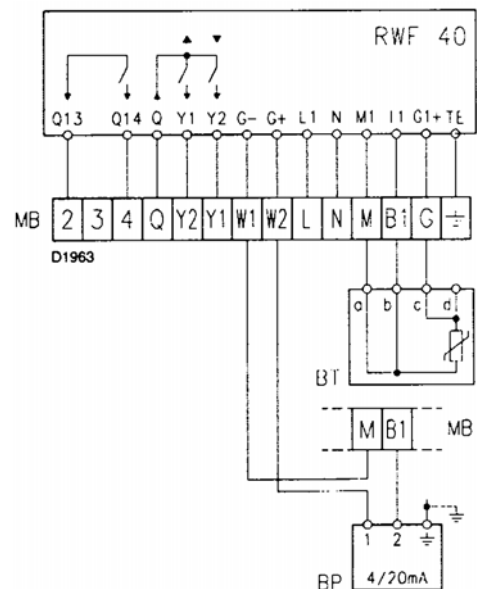 RWF 40
Q13 Q14 Q Y1 Y2 G- G+ L1 N M1 I1 G1+ TE
MB 2 3 4 Q Y2 Y1 W1 W2 L N M B1 G
D1963
a b c d
BT
M B1 MB
1 2
BP 4/20mA